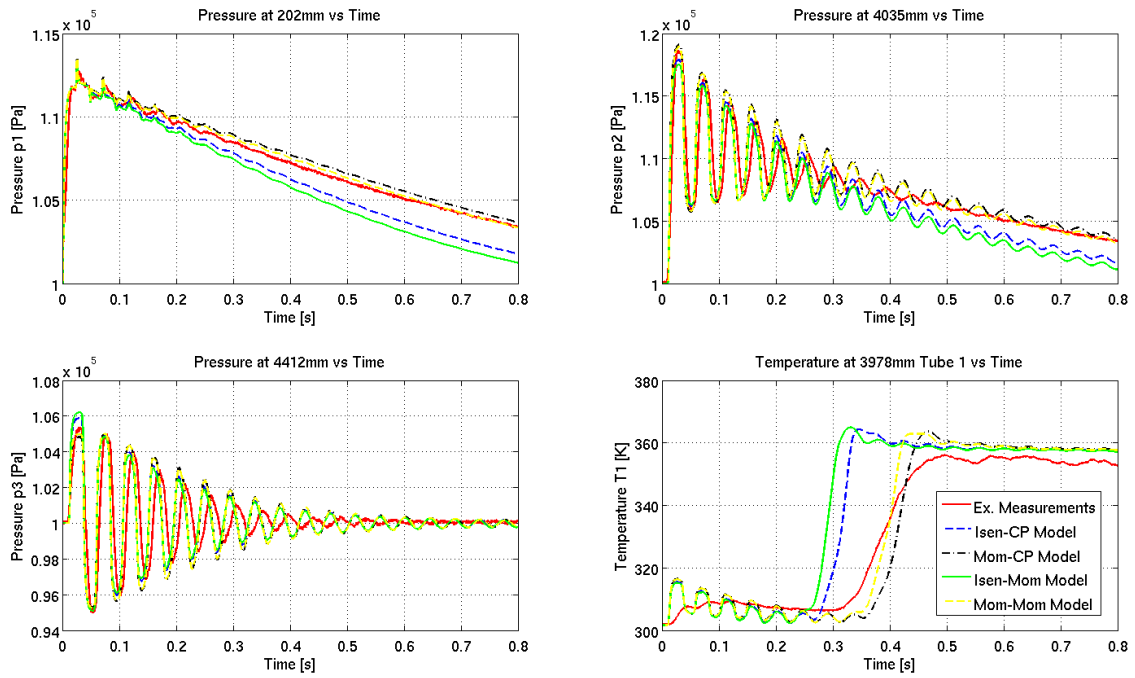 Pressure at 202mm vs Time
x 10^5
1.15
1.1
1.05
1
Pressure p1 [Pa]
0 0.1 0.2 0.3 0.4 0.5 0.6 0.7 0.8
Time [s]
Pressure at 4035mm vs Time
x 10^5
1.2
1.15
1.1
1.05
1
Pressure p2 [Pa]
0 0.1 0.2 0.3 0.4 0.5 0.6 0.7 0.8
Time [s]
Pressure at 4412mm vs Time
x 10^5
1.08
1.06
1.04
1.02
1
0.98
0.96
0.94
Pressure p3 [Pa]
0 0.1 0.2 0.3 0.4 0.5 0.6 0.7 0.8
Time [s]
Temperature at 3978mm Tube 1 vs Time
380
360
340
320
300
Temperature T1 [K]
Ex. Measurements
Isen-CP Model
Mom-CP Model
Isen-Mom Model
Mom-Mom Model
0 0.1 0.2 0.3 0.4 0.5 0.6 0.7 0.8
Time [s]